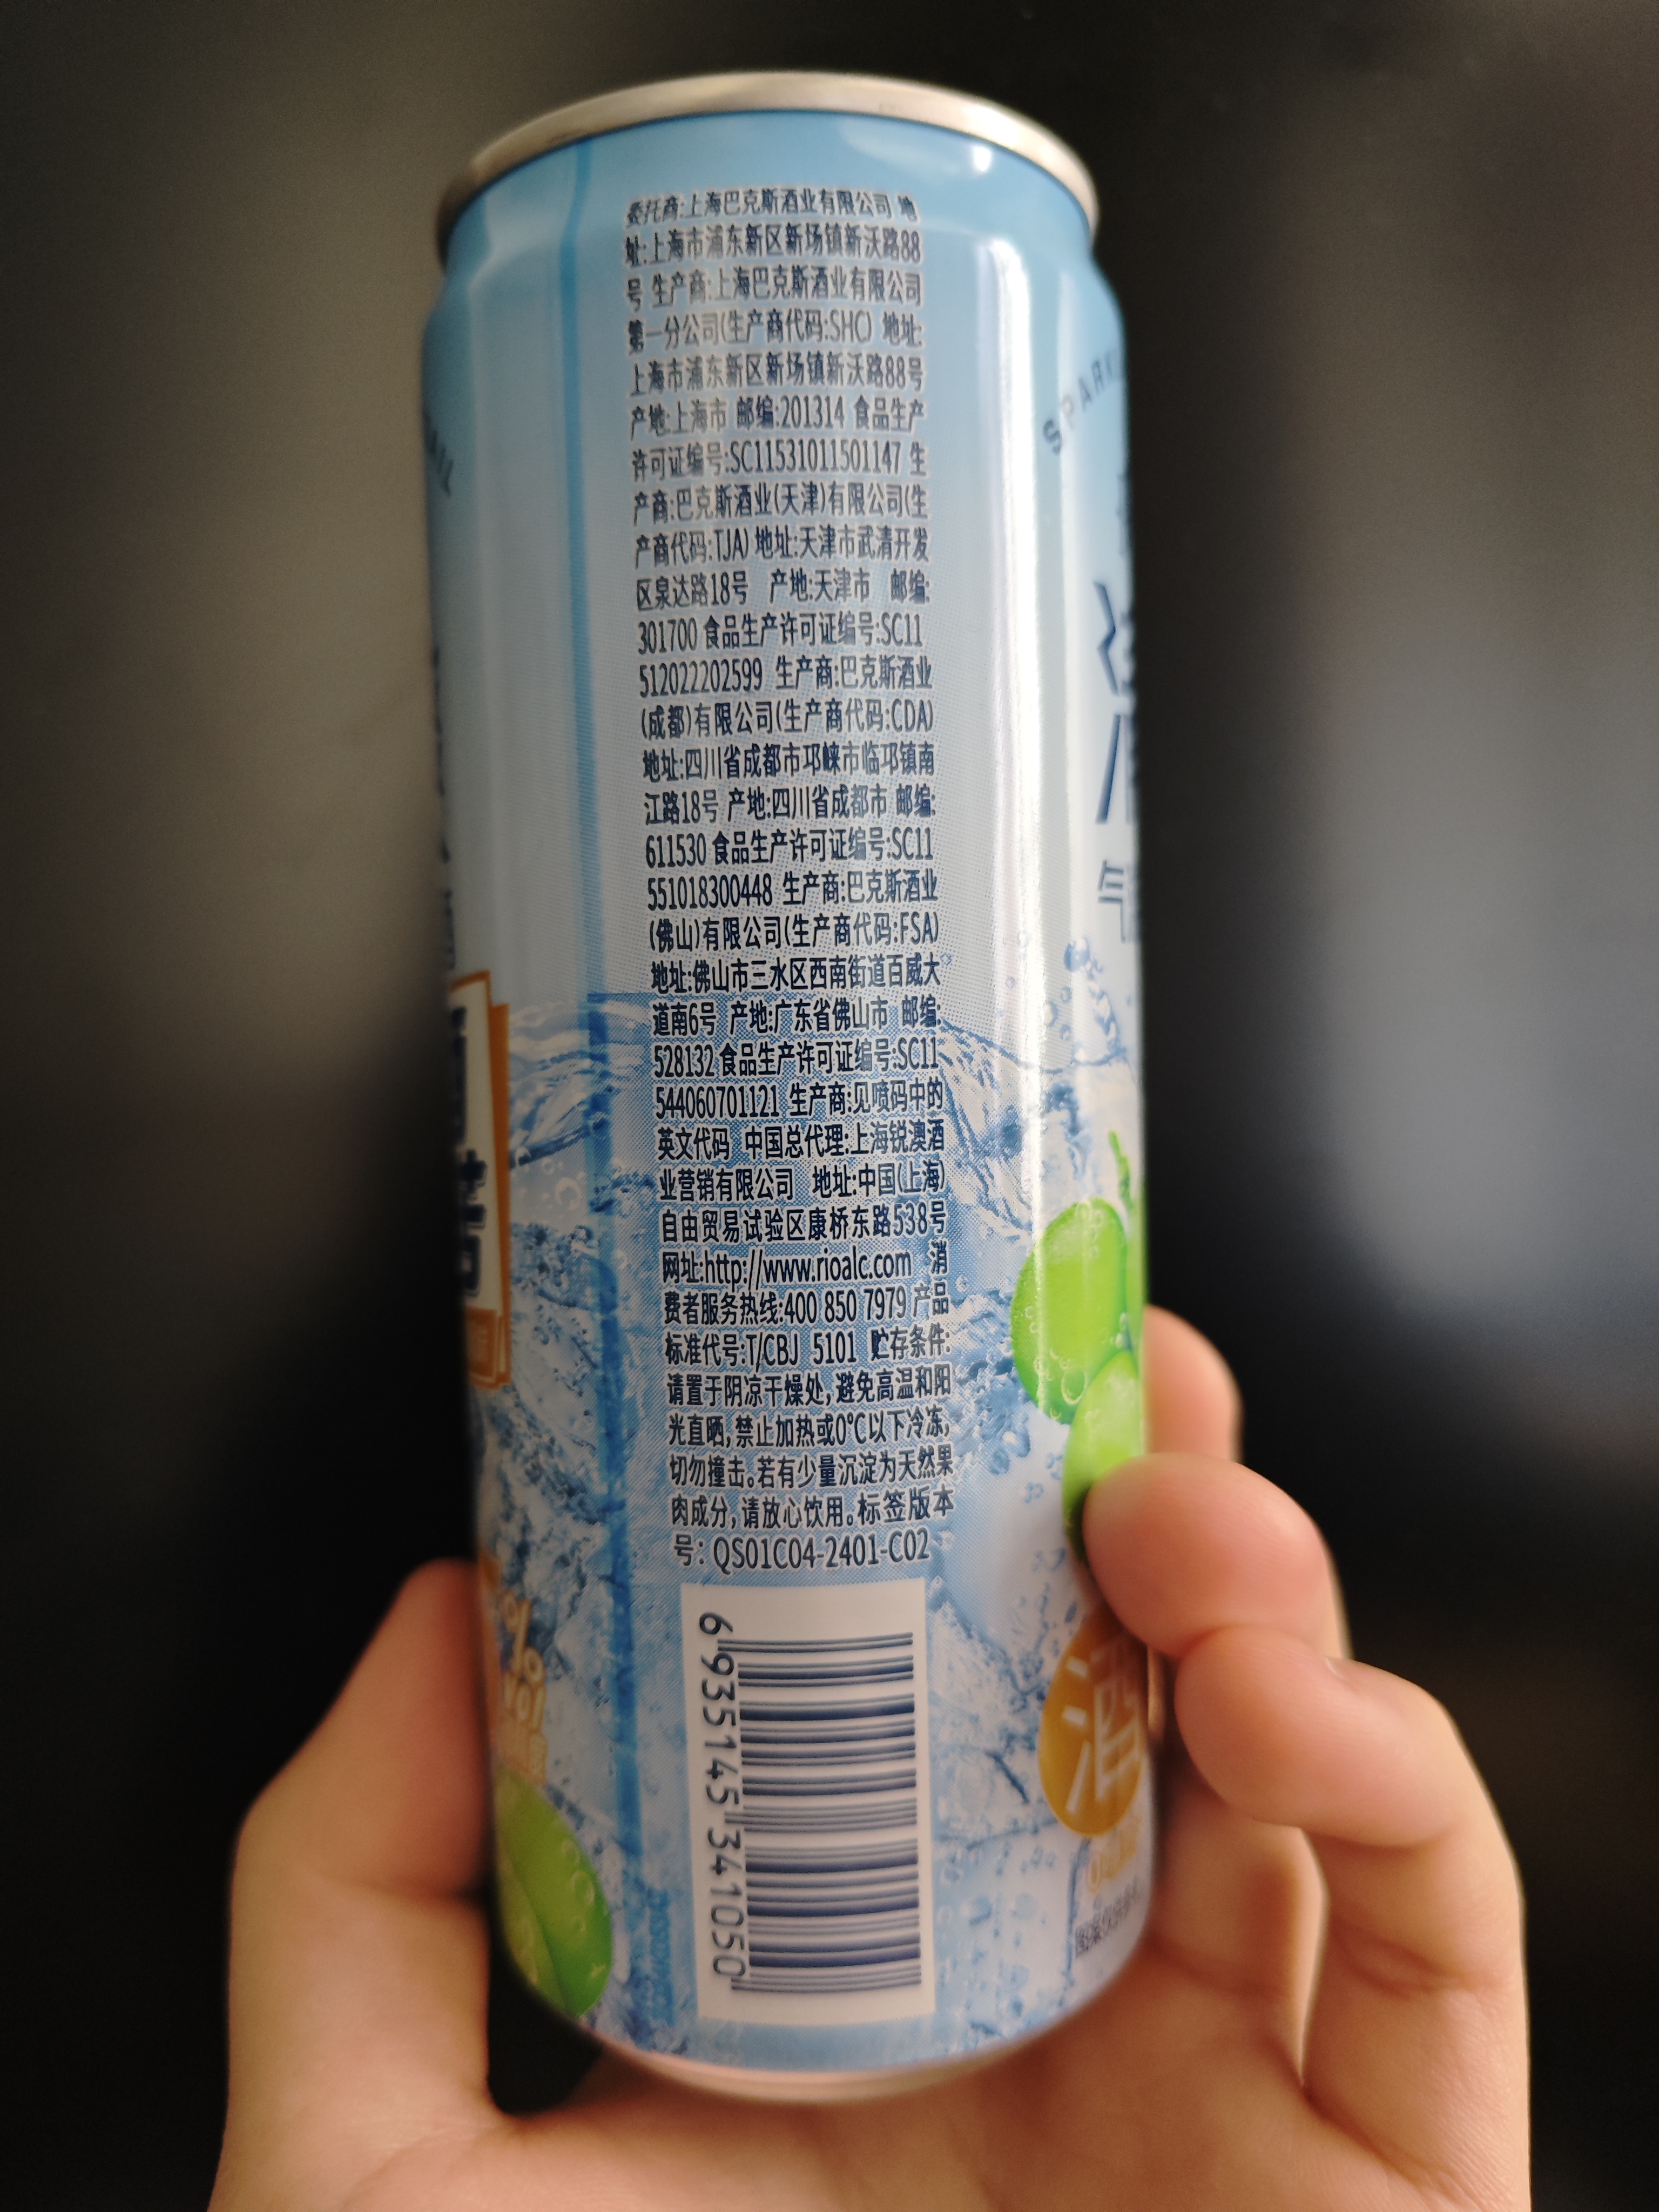 委托商:上海巴克斯酒业有限公司 地
址:上海市浦东新区新场镇新沃路88
号 生产商:上海巴克斯酒业有限公司
第一分公司(生产商代码:SHC) 地址:
上海市浦东新区新场镇新沃路88号
产地:上海市 邮编:201314 食品生产
许可证编号:SC11531011501147 生
产商:巴克斯酒业(天津)有限公司(生
产商代码:TJA) 地址:天津市武清开发
区泉达路18号 产地:天津市 邮编:
301700 食品生产许可证编号:SC11
512022202599 生产商:巴克斯酒业
(成都)有限公司(生产商代码:CDA)
地址:四川省成都市邛崃市临邛镇南
江路18号 产地:四川省成都市 邮编:
611530 食品生产许可证编号:SC11
551018300448 生产商:巴克斯酒业
(佛山)有限公司(生产商代码:FSA)
地址:佛山市三水区西南街道百威大
道南6号 产地:广东省佛山市 邮编:
528132 食品生产许可证编号:SC11
544060701121 生产商:见喷码中的
英文代码 中国总代理:上海锐澳酒
业营销有限公司 地址:中国(上海)
自由贸易试验区康桥东路538号
网址:http://www.rioalc.com 消
费者服务热线:400 850 7979 产品
标准代号:T/CBJ 5101 贮存条件:
请置于阴凉干燥处,避免高温和阳
光直晒,禁止加热或0℃以下冷冻,
切勿撞击。若有少量沉淀为天然果
肉成分,请放心饮用。标签版本
号: QS01C04-2401-C02
6 935145 341050
%
vol
气
酒